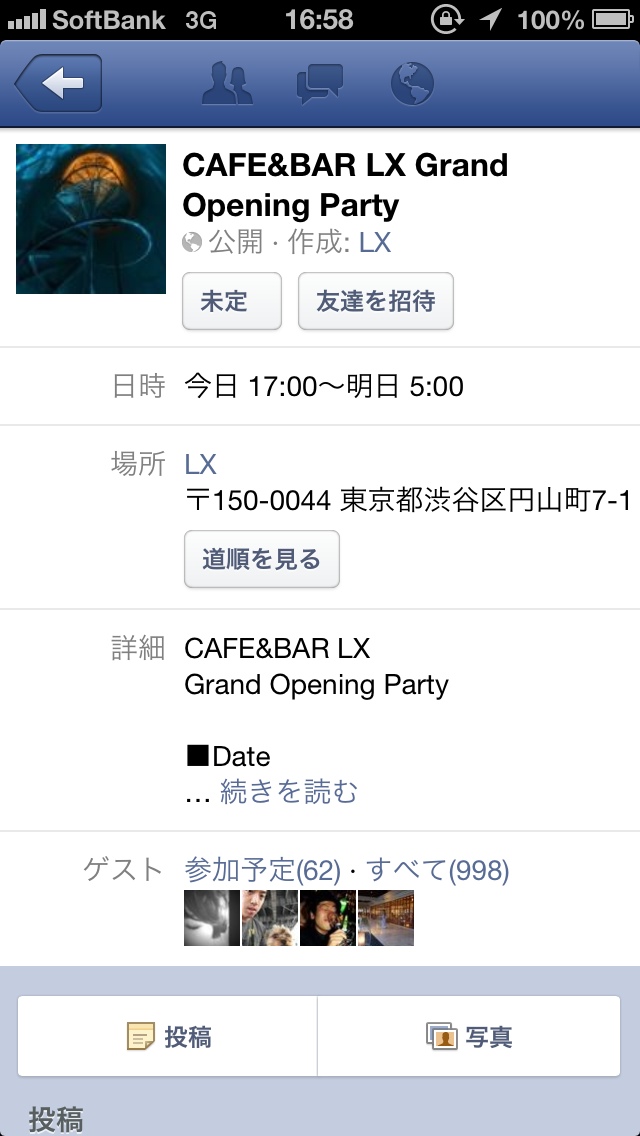 SoftBank 3G 16:58 100%
CAFE&BAR LX Grand
Opening Party
公開 · 作成: LX
未定 友達を招待
日時 今日 17:00〜明日 5:00
場所 LX
〒150-0044 東京都渋谷区円山町7-1
道順を見る
詳細 CAFE&BAR LX
Grand Opening Party
■Date
... 続きを読む
ゲスト 参加予定(62) · すべて(998)
投稿 写真
投稿